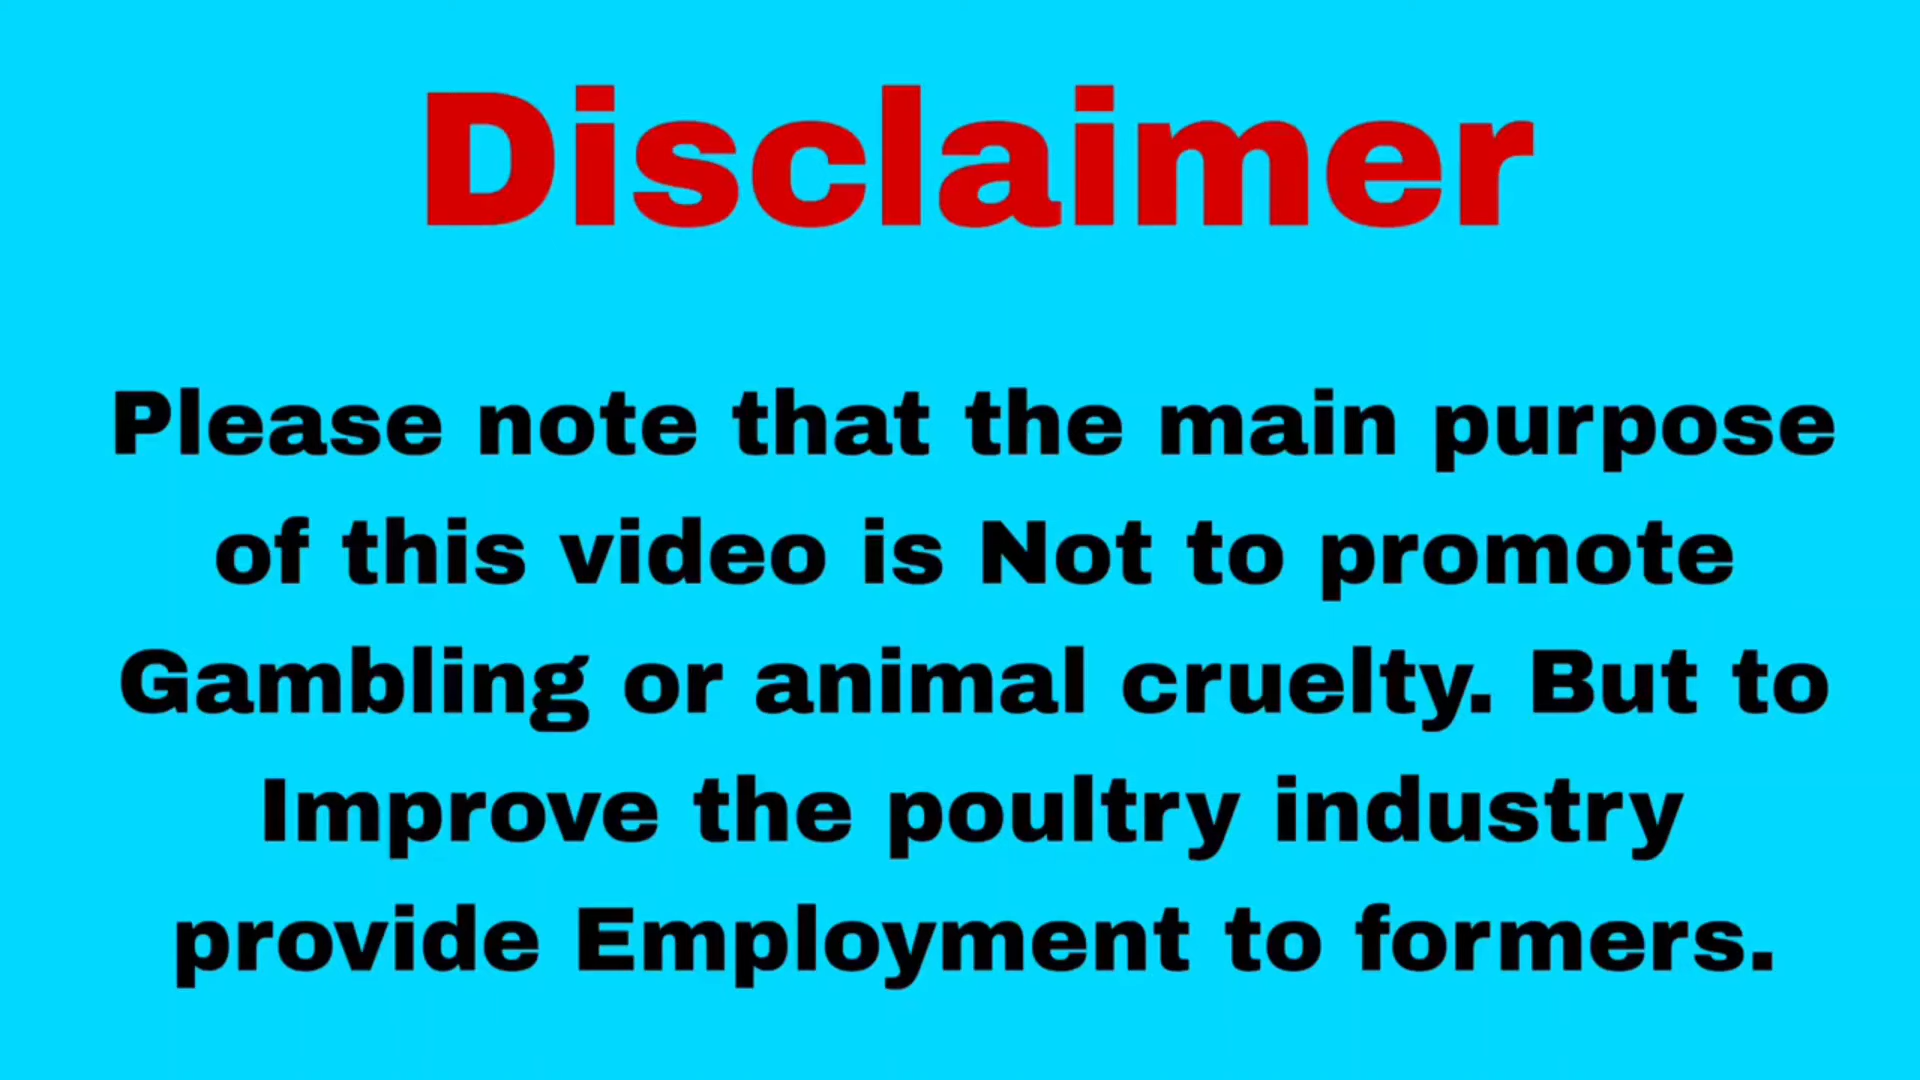 Disclaimer
Please note that the main purpose
of this video is Not to promote
Gambling or animal cruelty. But to
Improve the poultry industry
provide Employment to formers.